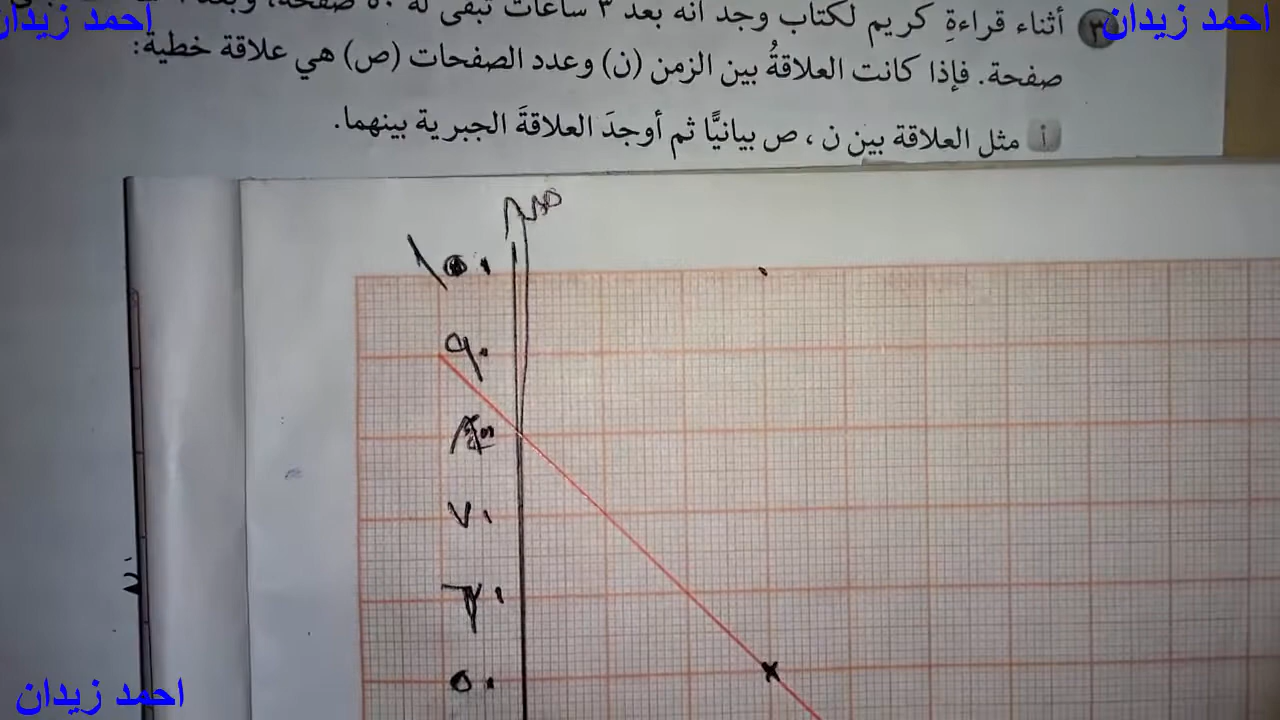 احمد زيدان
احمد زيدان
٣ أثناء قراءةِ كريم لكتاب وجد أنه بعد ٣ ساعات تبقى له ٥٠ صفحة، وبعد
صفحة. فإذا كانت العلاقةُ بين الزمن (ن) وعدد الصفحات (ص) هي علاقة خطية:
أ مثل العلاقة بين ن ، ص بيانيًّا ثم أوجدَ العلاقةَ الجبرية بينهما.
٩٠
٧٠
٦٠
٥٠
احمد زيدان